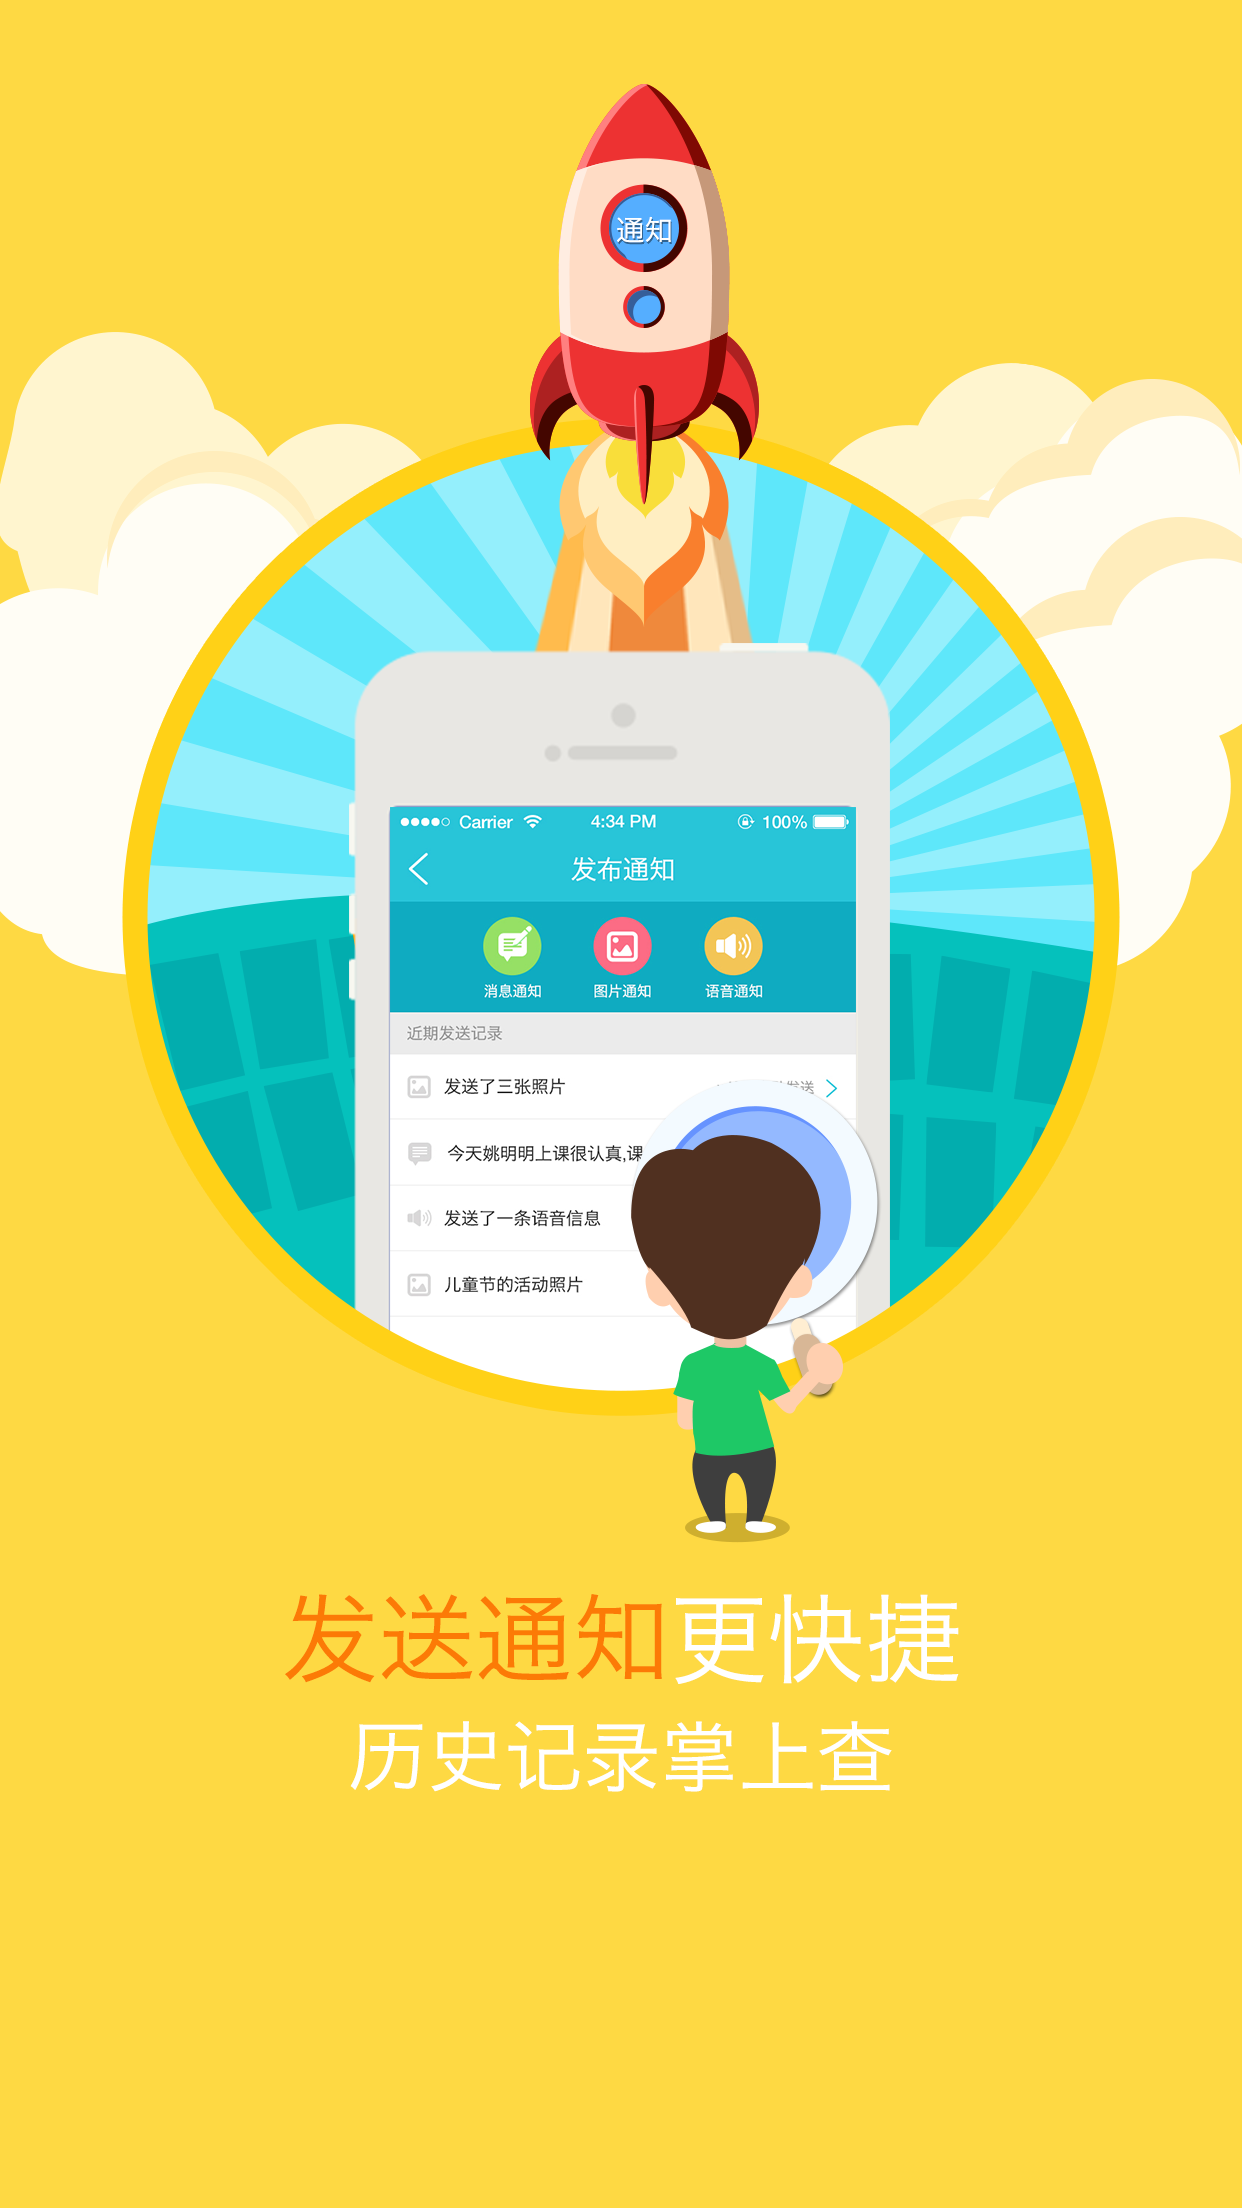 通知
Carrier 4:34 PM 100%
发布通知
消息通知 图片通知 语音通知
近期发送记录
发送了三张照片 发送
今天姚明明上课很认真,课
发送了一条语音信息
儿童节的活动照片
发送通知更快捷
历史记录掌上查